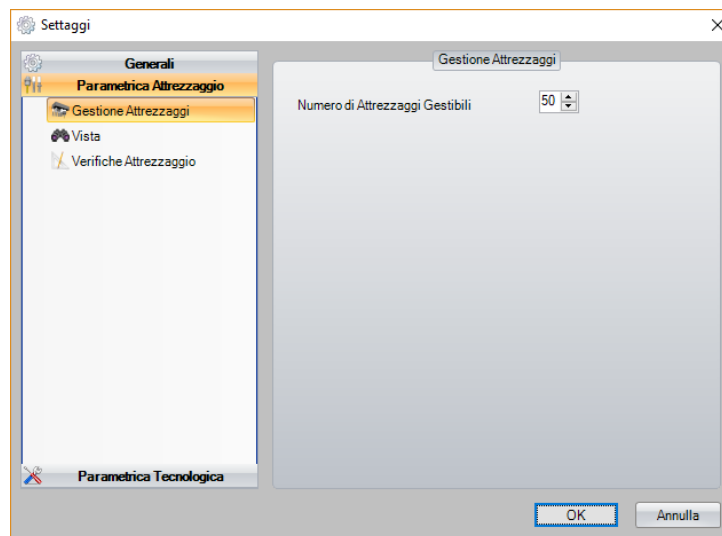 Settaggi
Generali
Parametrica Attrezzaggio
Gestione Attrezzaggi
Vista
Verifiche Attrezzaggio
Parametrica Tecnologica
Gestione Attrezzaggi
Numero di Attrezzaggi Gestibili 50
OK Annulla